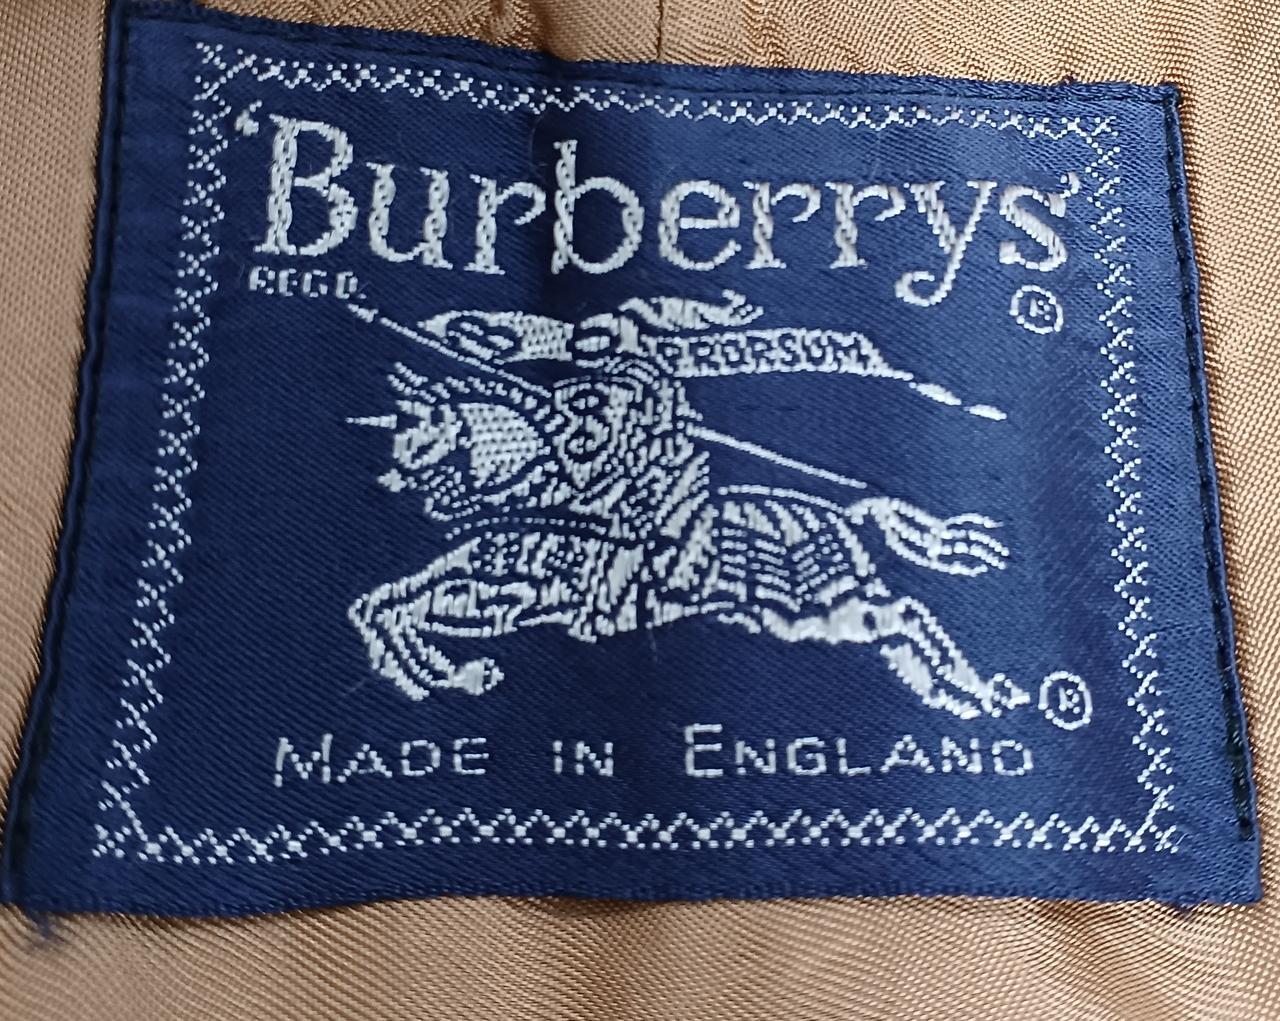 'Burberrys'
REGD. ®
PRORSUM
®
MADE IN ENGLAND